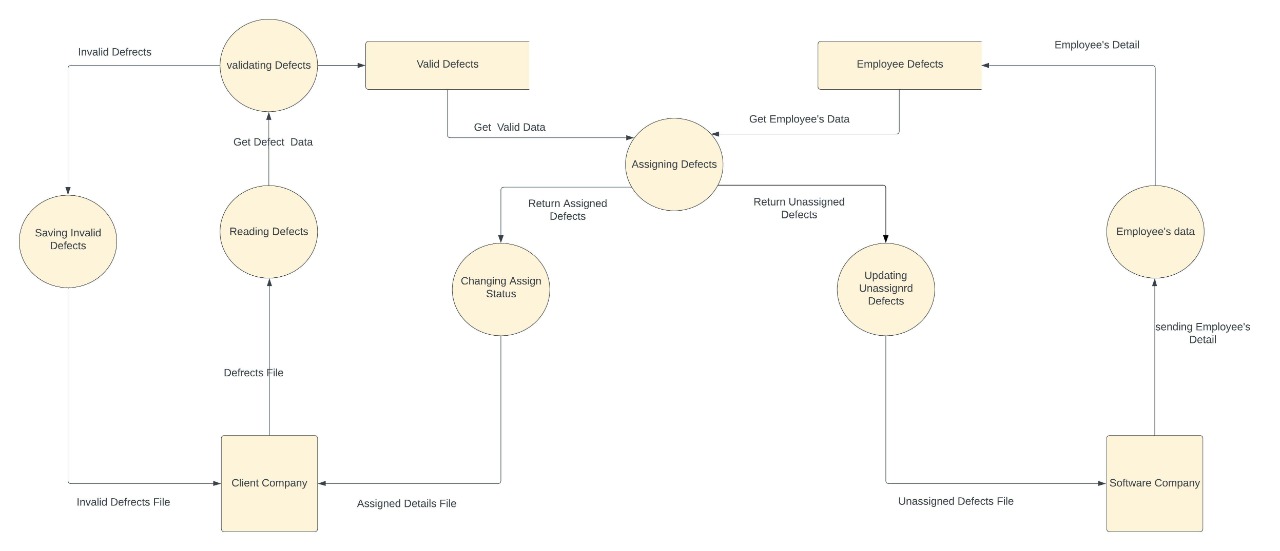 Invalid Defrects
validating Defects
Valid Defects
Employee Defects
Employee's Detail
Get Defect  Data
Get  Valid Data
Get Employee's Data
Assigning Defects
Saving Invalid
Defects
Reading Defects
Return Assigned
Defects
Return Unassigned
Defects
Employee's data
Changing Assign
Status
Updating
Unassignrd
Defects
sending Employee's
Detail
Defrects File
Client Company
Software Company
Invalid Defrects File
Assigned Details File
Unassigned Defects File